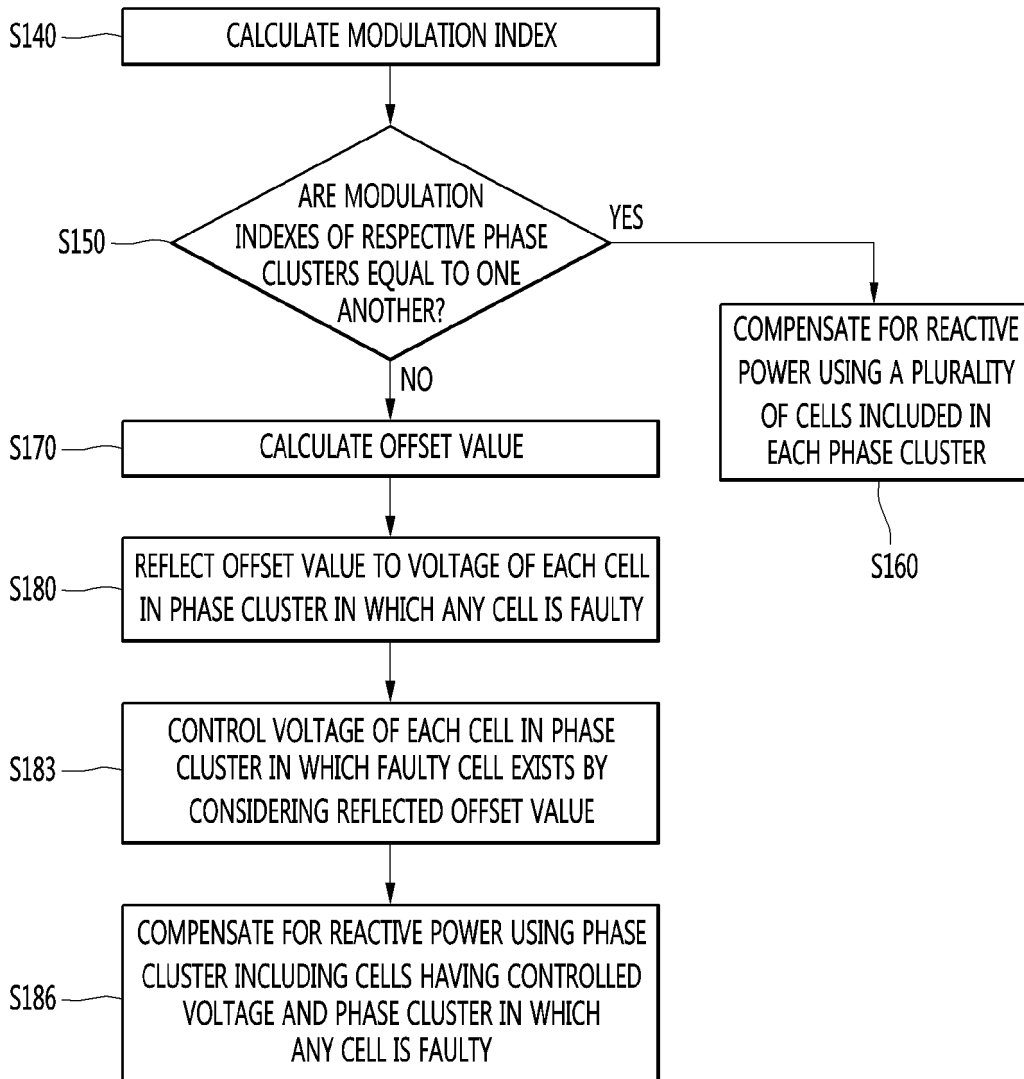 S140
CALCULATE MODULATION INDEX
S150
ARE MODULATION
INDEXES OF RESPECTIVE PHASE
CLUSTERS EQUAL TO ONE
ANOTHER?
YES
NO
COMPENSATE FOR REACTIVE
POWER USING A PLURALITY
OF CELLS INCLUDED IN
EACH PHASE CLUSTER
S160
S170
CALCULATE OFFSET VALUE
S180
REFLECT OFFSET VALUE TO VOLTAGE OF EACH CELL
IN PHASE CLUSTER IN WHICH ANY CELL IS FAULTY
S183
CONTROL VOLTAGE OF EACH CELL IN PHASE
CLUSTER IN WHICH FAULTY CELL EXISTS BY
CONSIDERING REFLECTED OFFSET VALUE
S186
COMPENSATE FOR REACTIVE POWER USING PHASE
CLUSTER INCLUDING CELLS HAVING CONTROLLED
VOLTAGE AND PHASE CLUSTER IN WHICH
ANY CELL IS FAULTY